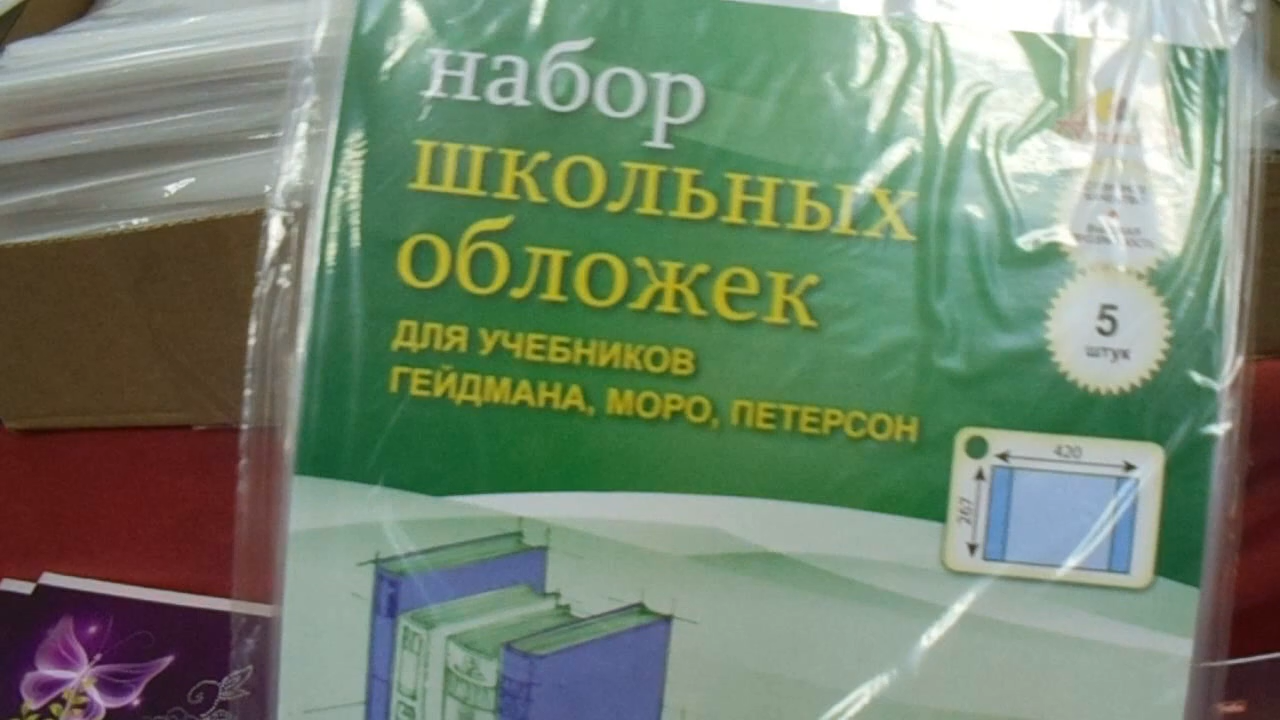 набор
школьных
обложек
ДЛЯ УЧЕБНИКОВ
ГЕЙДМАНА, МОРО, ПЕТЕРСОН
5
штук
420
267